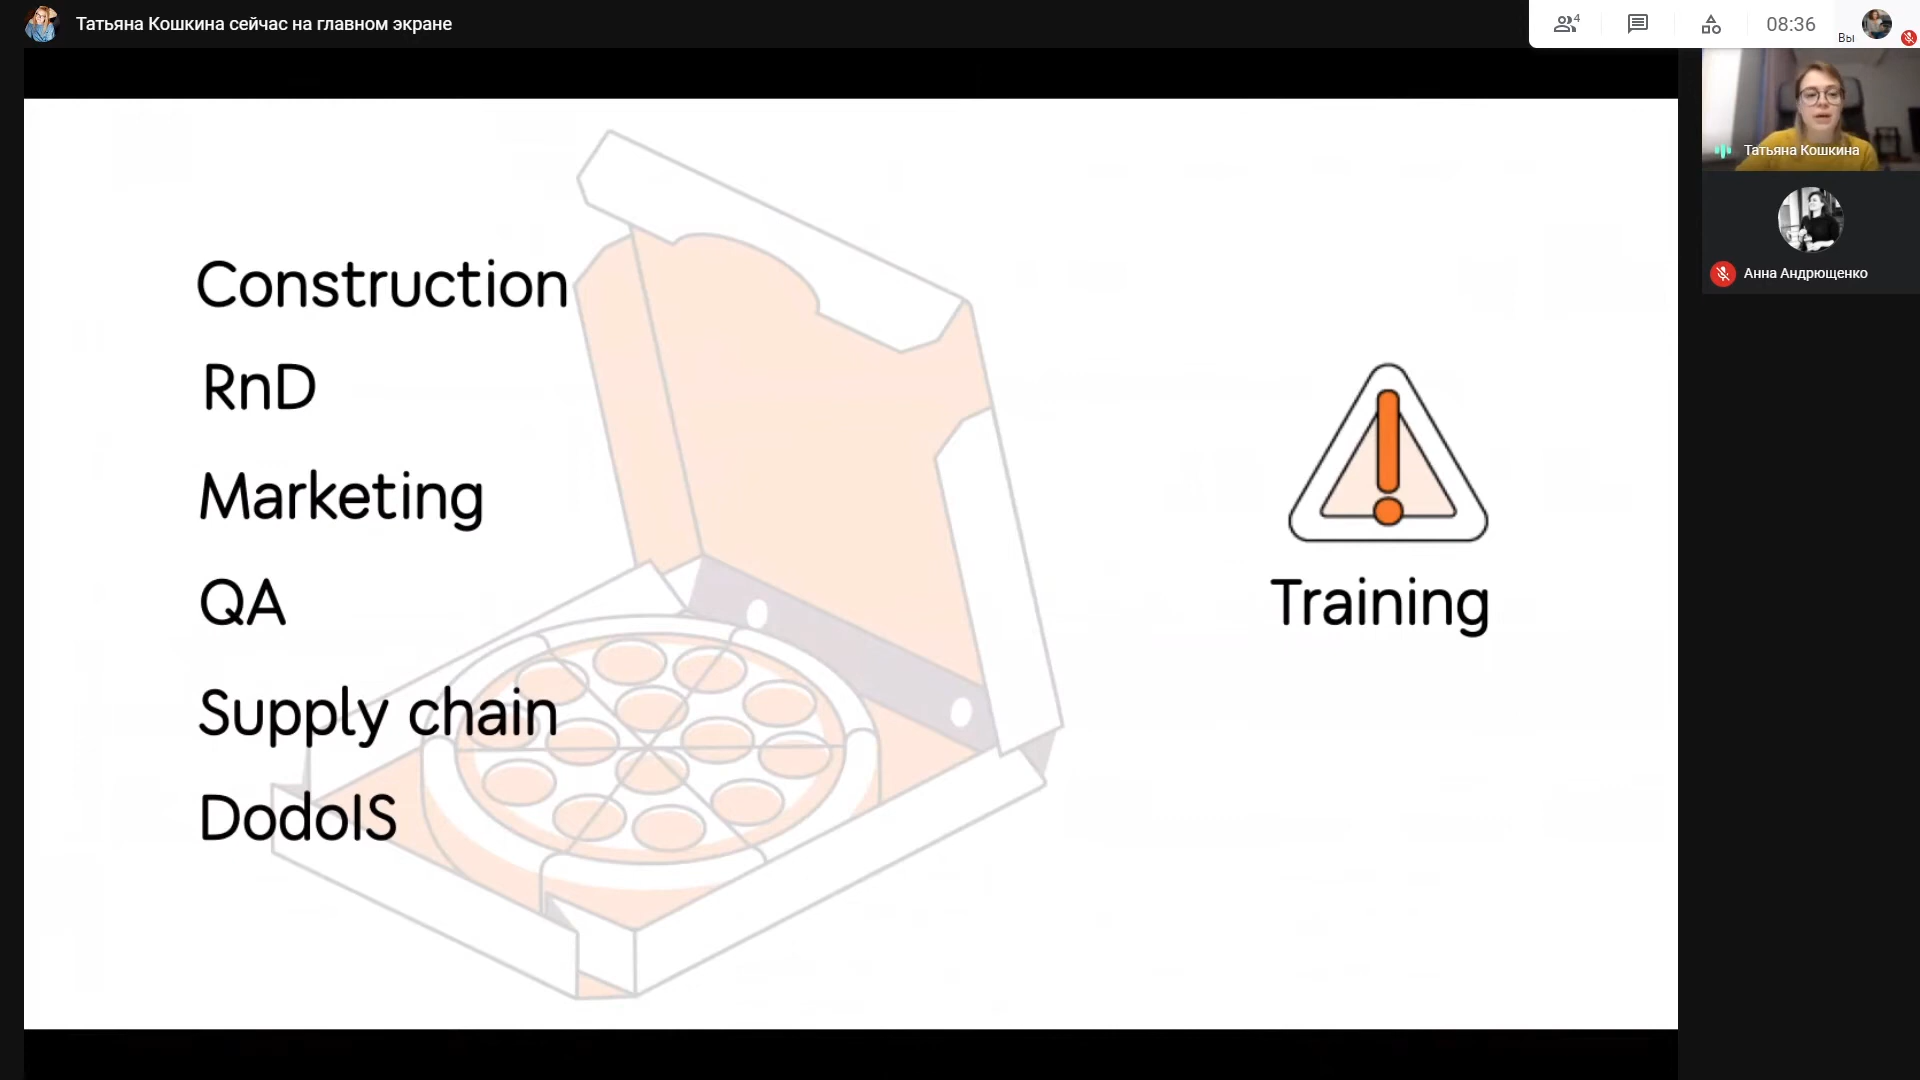 Татьяна Кошкина сейчас на главном экране
4
08:36
Вы
Татьяна Кошкина
Анна Андрющенко
Construction
RnD
Marketing
QA
Supply chain
DodoIS
Training